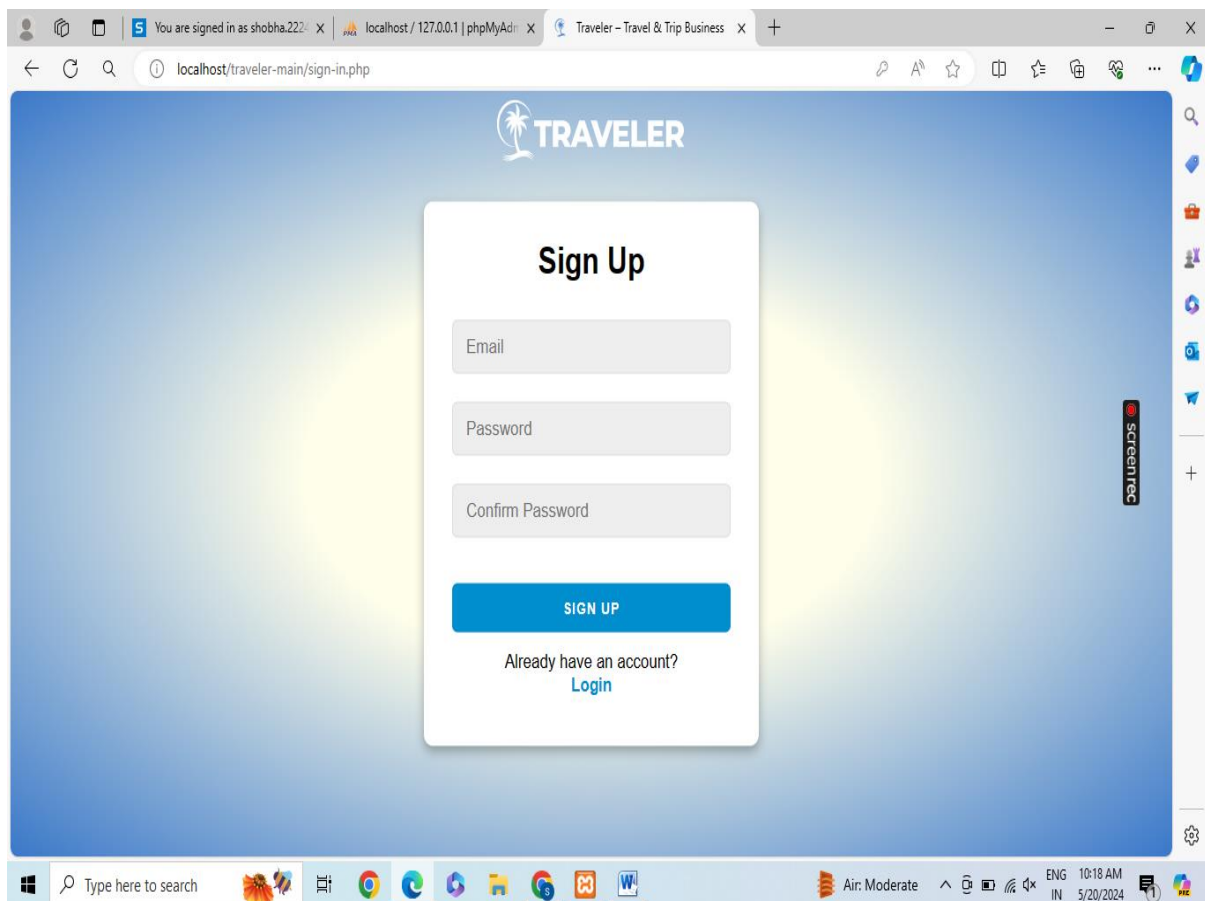 You are signed in as shobha.222
localhost / 127.0.0.1 | phpMyAdn
Traveler – Travel & Trip Business
localhost/traveler-main/sign-in.php
TRAVELER
Sign Up
Email
Password
Confirm Password
SIGN UP
Already have an account?
Login
screenrec
Type here to search
Air: Moderate
ENG
IN
10:18 AM
5/20/2024